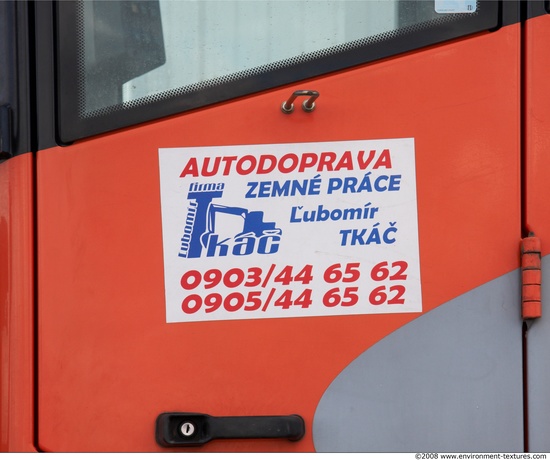 AUTODOPRAVA
ZEMNÉ PRÁCE
firma
Ľubomír
Tkáč
Ľubomír
TKÁČ
0903/44 65 62
0905/44 65 62
©2008 www.environment-textures.com